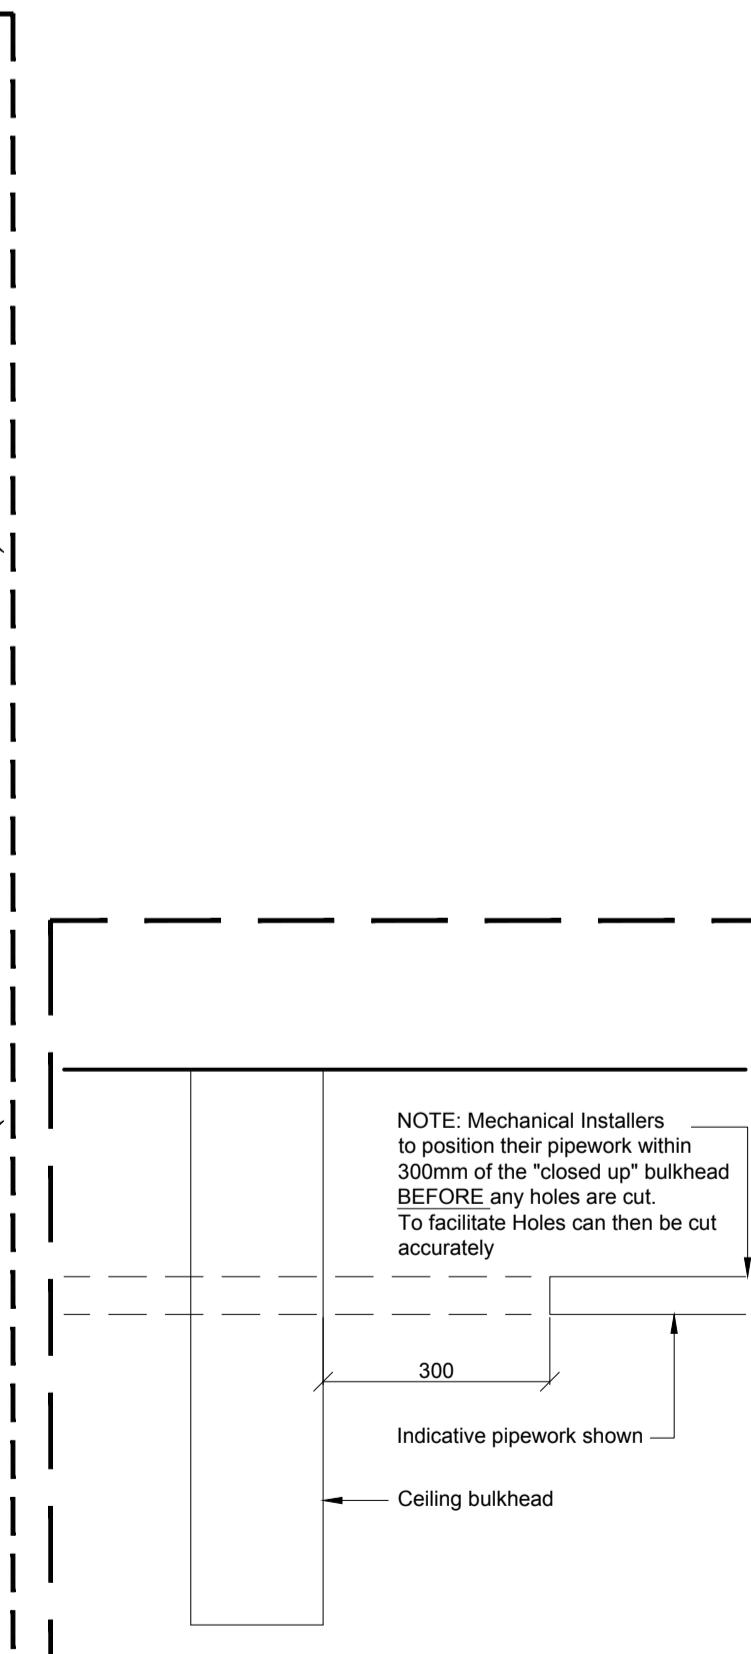 NOTE: Mechanical Installers
to position their pipework within
300mm of the "closed up" bulkhead
BEFORE any holes are cut.
To facilitate Holes can then be cut
accurately
300
Indicative pipework shown
Ceiling bulkhead